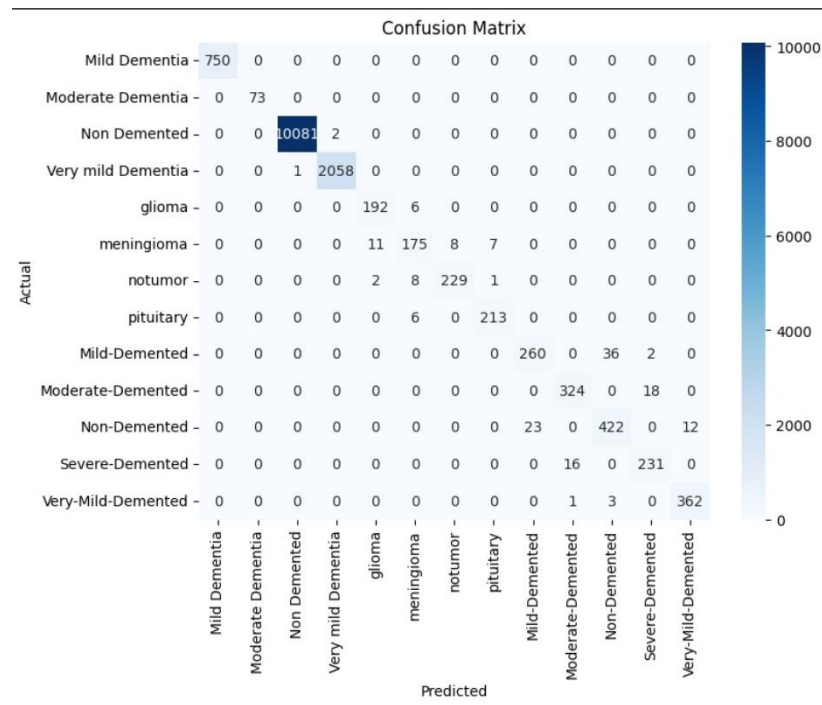 Confusion Matrix
Mild Dementia 750 0 0 0 0 0 0 0 0 0 0 0 0
Moderate Dementia 0 73 0 0 0 0 0 0 0 0 0 0 0
Non Demented 0 0 10081 2 0 0 0 0 0 0 0 0 0
Very mild Dementia 0 0 1 2058 0 0 0 0 0 0 0 0 0
glioma 0 0 0 0 192 6 0 0 0 0 0 0 0
meningioma 0 0 0 0 11 175 8 7 0 0 0 0 0
notumor 0 0 0 0 2 8 229 1 0 0 0 0 0
pituitary 0 0 0 0 0 6 0 213 0 0 0 0 0
Mild-Demented 0 0 0 0 0 0 0 0 260 0 36 2 0
Moderate-Demented 0 0 0 0 0 0 0 0 0 324 0 18 0
Non-Demented 0 0 0 0 0 0 0 0 23 0 422 0 12
Severe-Demented 0 0 0 0 0 0 0 0 0 16 0 231 0
Very-Mild-Demented 0 0 0 0 0 0 0 0 0 1 3 0 362
Actual
Mild Dementia
Moderate Dementia
Non Demented
Very mild Dementia
glioma
meningioma
notumor
pituitary
Mild-Demented
Moderate-Demented
Non-Demented
Severe-Demented
Very-Mild-Demented
Predicted
10000
8000
6000
4000
2000
0